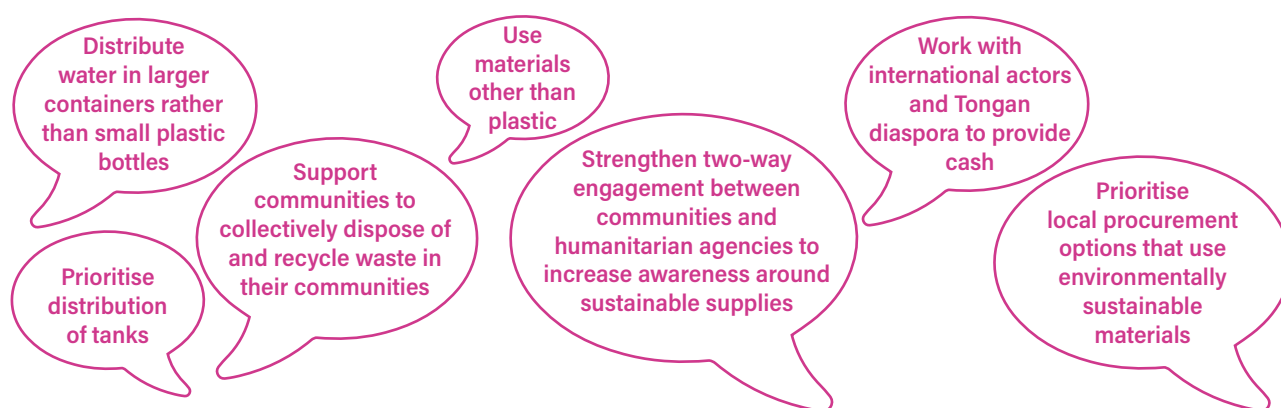 Distribute
water in larger
containers rather
than small plastic
bottles
Prioritise
distribution
of tanks
Support
communities to
collectively dispose of
and recycle waste in
their communities
Use
materials
other than
plastic
Strengthen two-way
engagement between
communities and
humanitarian agencies to
increase awareness around
sustainable supplies
Work with
international actors
and Tongan
diaspora to provide
cash
Prioritise
local procurement
options that use
environmentally
sustainable
materials